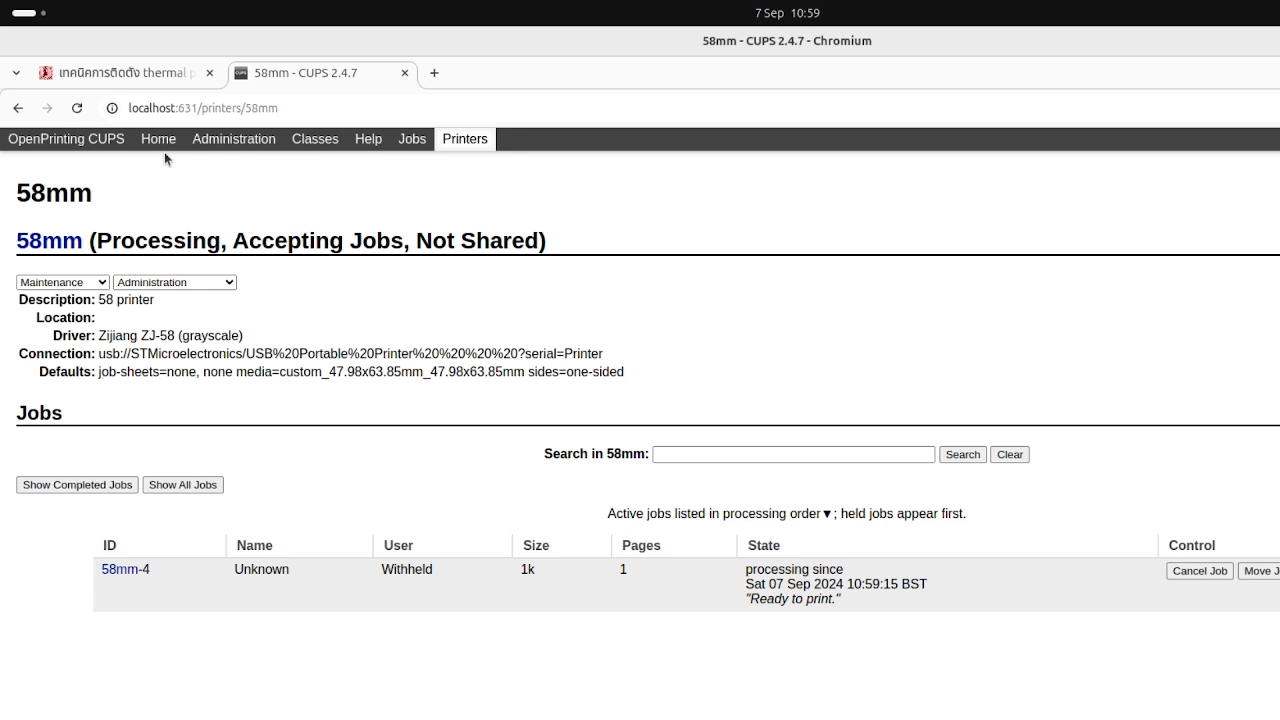 7 Sep 10:59
58mm - CUPS 2.4.7 - Chromium
เทคนิคการติดตั้ง thermal
58mm - CUPS 2.4.7
localhost:631/printers/58mm
OpenPrinting CUPS Home Administration Classes Help Jobs Printers
58mm
58mm (Processing, Accepting Jobs, Not Shared)
Maintenance Administration
Description: 58 printer
Location:
Driver: Zijiang ZJ-58 (grayscale)
Connection: usb://STMicroelectronics/USB%20Portable%20Printer%20%20%20%20?serial=Printer
Defaults: job-sheets=none, none media=custom_47.98x63.85mm_47.98x63.85mm sides=one-sided
Jobs
Search in 58mm: Search Clear
Show Completed Jobs Show All Jobs
Active jobs listed in processing order▼; held jobs appear first.
ID Name User Size Pages State Control
58mm-4 Unknown Withheld 1k 1 processing since Cancel Job Move J
Sat 07 Sep 2024 10:59:15 BST
"Ready to print."